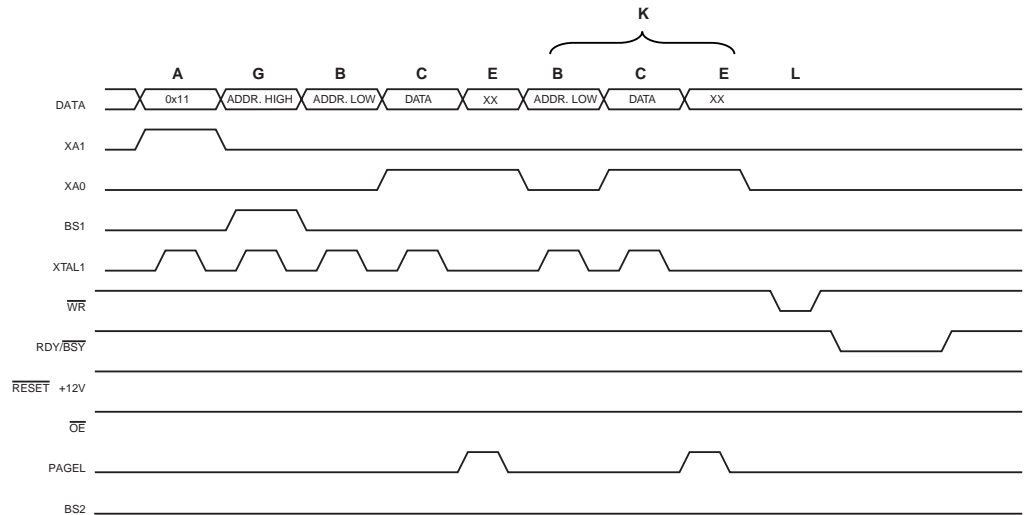 K
A G B C E B C E L
DATA 0x11 ADDR. HIGH ADDR. LOW DATA XX ADDR. LOW DATA XX
XA1
XA0
BS1
XTAL1
WR
RDY/BSY
RESET +12V
OE
PAGEL
BS2